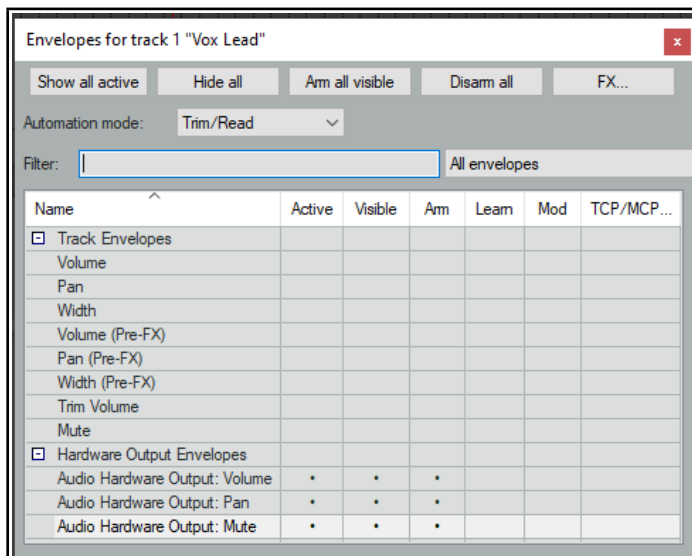 Envelopes for track 1 "Vox Lead"
x
Show all active Hide all Arm all visible Disarm all FX...
Automation mode: Trim/Read
Filter: All envelopes
Name Active Visible Arm Learn Mod TCP/MCP...
Track Envelopes
Volume
Pan
Width
Volume (Pre-FX)
Pan (Pre-FX)
Width (Pre-FX)
Trim Volume
Mute
Hardware Output Envelopes
Audio Hardware Output: Volume • • •
Audio Hardware Output: Pan • • •
Audio Hardware Output: Mute • • •